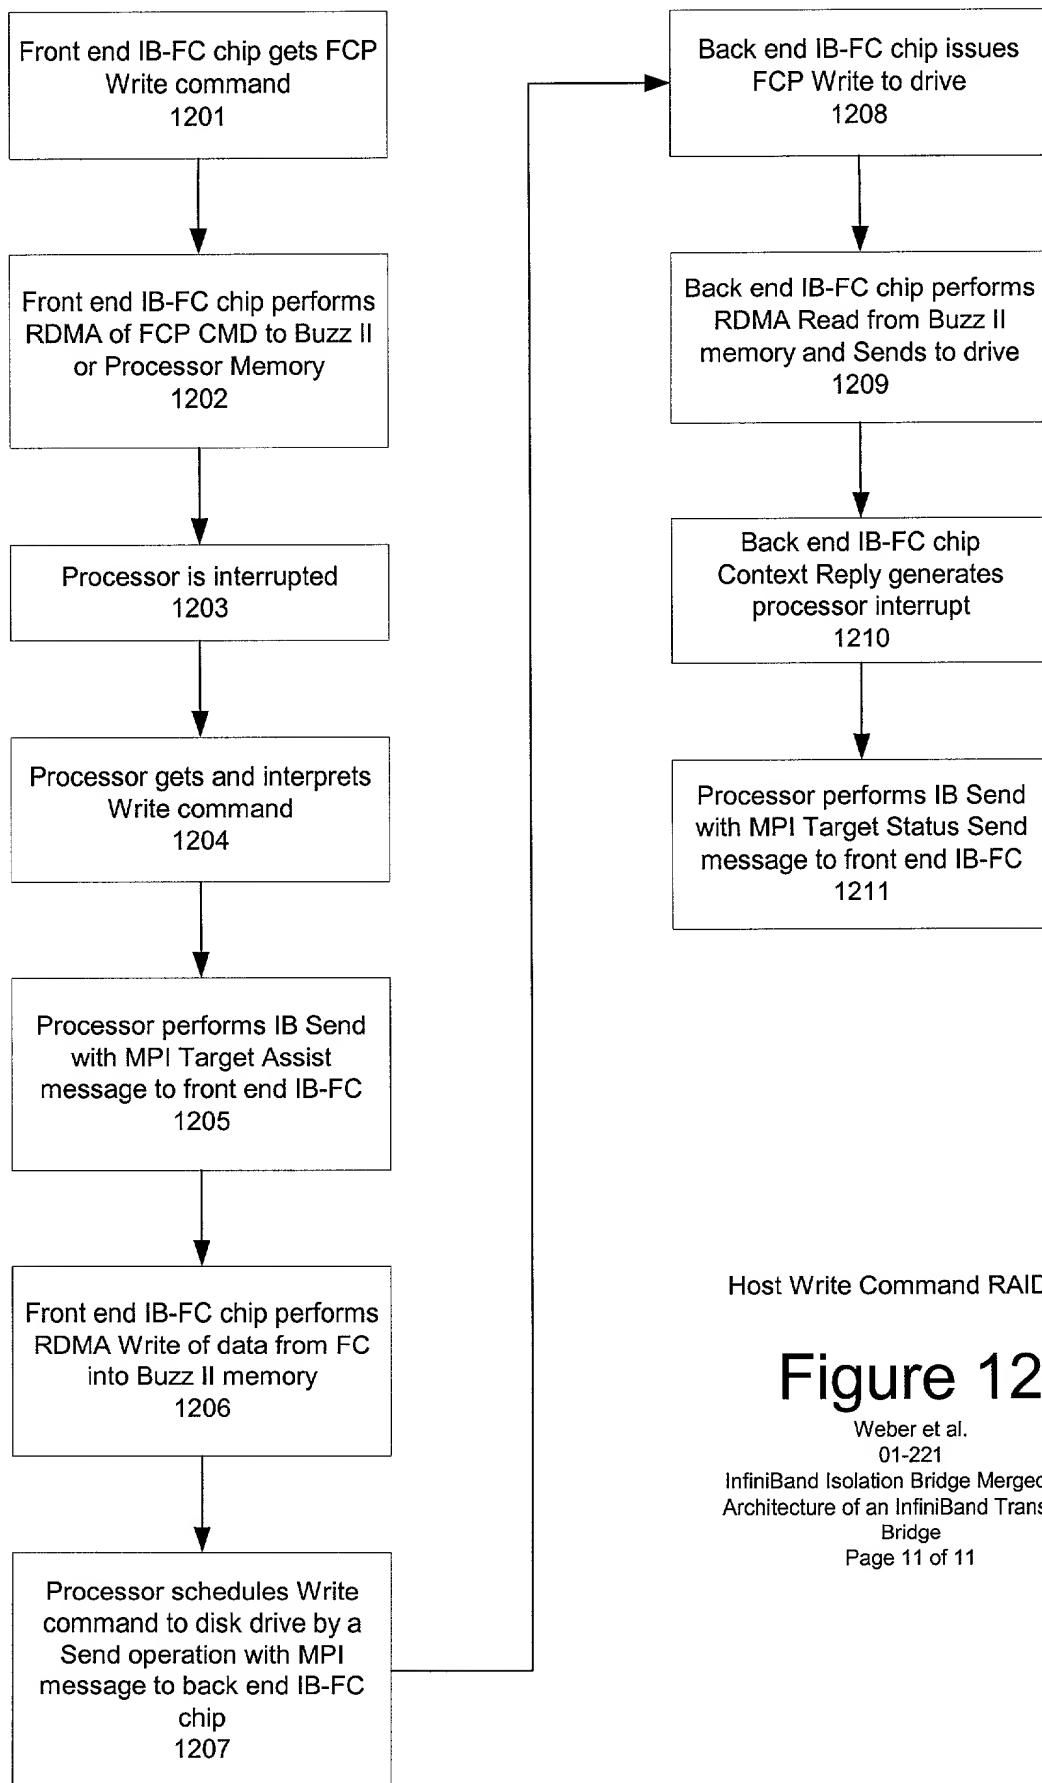 Front end IB-FC chip gets FCP
Write command
1201
Front end IB-FC chip performs
RDMA of FCP CMD to Buzz II
or Processor Memory
1202
Processor is interrupted
1203
Processor gets and interprets
Write command
1204
Processor performs IB Send
with MPI Target Assist
message to front end IB-FC
1205
Front end IB-FC chip performs
RDMA Write of data from FC
into Buzz II memory
1206
Processor schedules Write
command to disk drive by a
Send operation with MPI
message to back end IB-FC
chip
1207
Back end IB-FC chip issues
FCP Write to drive
1208
Back end IB-FC chip performs
RDMA Read from Buzz II
memory and Sends to drive
1209
Back end IB-FC chip
Context Reply generates
processor interrupt
1210
Processor performs IB Send
with MPI Target Status Send
message to front end IB-FC
1211
Host Write Command RAID
Figure 12
Weber et al.
01-221
InfiniBand Isolation Bridge Merged
Architecture of an InfiniBand Trans
Bridge
Page 11 of 11